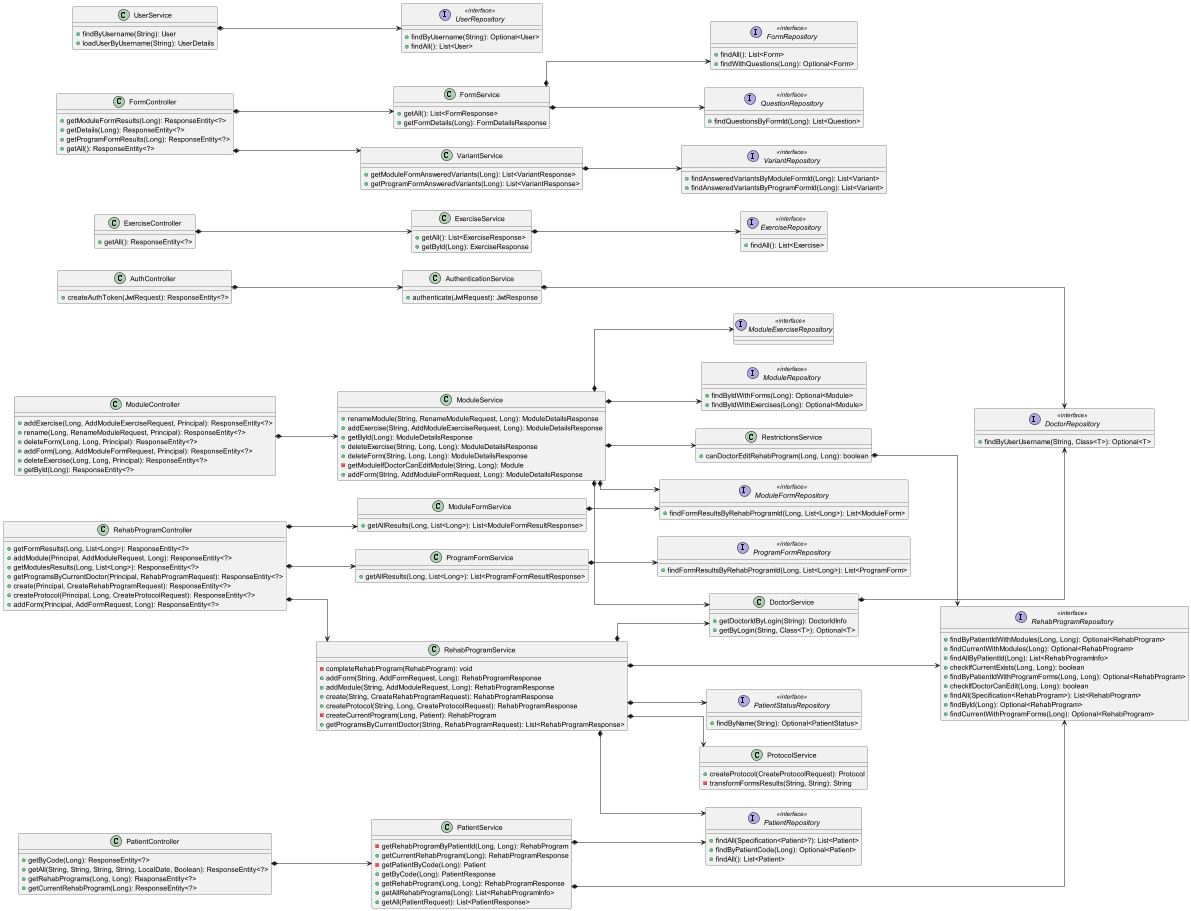 UserService
findByUsername(String): User
loadUserByUsername(String): UserDetails
«interface»
UserRepository
findByUsername(String): Optional<User>
findAll(): List<User>
«interface»
FormRepository
findAll(): List<Form>
findWithQuestions(Long): Optional<Form>
FormController
getModuleFormResults(Long): ResponseEntity<?>
getDetails(Long): ResponseEntity<?>
getProgramFormResults(Long): ResponseEntity<?>
getAll(): ResponseEntity<?>
FormService
getAll(): List<FormResponse>
getFormDetails(Long): FormDetailsResponse
«interface»
QuestionRepository
findQuestionsByFormId(Long): List<Question>
VariantService
getModuleFormAnsweredVariants(Long): List<VariantResponse>
getProgramFormAnsweredVariants(Long): List<VariantResponse>
«interface»
VariantRepository
findAnsweredVariantsByModuleFormId(Long): List<Variant>
findAnsweredVariantsByProgramFormId(Long): List<Variant>
ExerciseController
getAll(): ResponseEntity<?>
ExerciseService
getAll(): List<ExerciseResponse>
getById(Long): ExerciseResponse
«interface»
ExerciseRepository
findAll(): List<Exercise>
AuthController
createAuthToken(JwtRequest): ResponseEntity<?>
AuthenticationService
authenticate(JwtRequest): JwtResponse
«interface»
ModuleExerciseRepository
«interface»
ModuleRepository
findByIdWithForms(Long): Optional<Module>
findByIdWithExercises(Long): Optional<Module>
ModuleController
addExercise(Long, AddModuleExerciseRequest, Principal): ResponseEntity<?>
rename(Long, RenameModuleRequest, Principal): ResponseEntity<?>
deleteForm(Long, Long, Principal): ResponseEntity<?>
addForm(Long, AddModuleFormRequest, Principal): ResponseEntity<?>
deleteExercise(Long, Long, Principal): ResponseEntity<?>
getById(Long): ResponseEntity<?>
ModuleService
renameModule(String, RenameModuleRequest, Long): ModuleDetailsResponse
addExercise(String, AddModuleExerciseRequest, Long): ModuleDetailsResponse
getById(Long): ModuleDetailsResponse
deleteExercise(String, Long, Long): ModuleDetailsResponse
deleteForm(String, Long, Long): ModuleDetailsResponse
getModuleIfDoctorCanEditModule(String, Long): Module
addForm(String, AddModuleFormRequest, Long): ModuleDetailsResponse
«interface»
DoctorRepository
findByUserUsername(String, Class<T>): Optional<T>
RestrictionsService
canDoctorEditRehabProgram(Long, Long): boolean
«interface»
ModuleFormRepository
findFormResultsByRehabProgramId(Long, List<Long>): List<ModuleForm>
ModuleFormService
getAllResults(Long, List<Long>): List<ModuleFormResultResponse>
RehabProgramController
getFormResults(Long, List<Long>): ResponseEntity<?>
addModule(Principal, AddModuleRequest, Long): ResponseEntity<?>
getModulesResults(Long, List<Long>): ResponseEntity<?>
getProgramsByCurrentDoctor(Principal, RehabProgramRequest): ResponseEntity<?>
create(Principal, CreateRehabProgramRequest): ResponseEntity<?>
createProtocol(Principal, Long, CreateProtocolRequest): ResponseEntity<?>
addForm(Principal, AddFormRequest, Long): ResponseEntity<?>
ProgramFormService
getAllResults(Long, List<Long>): List<ProgramFormResultResponse>
«interface»
ProgramFormRepository
findFormResultsByRehabProgramId(Long, List<Long>): List<ProgramForm>
DoctorService
getDoctorIdByLogin(String): DoctorIdInfo
getByLogin(String, Class<T>): Optional<T>
«interface»
RehabProgramRepository
findByPatientIdWithModules(Long, Long): Optional<RehabProgram>
findCurrentWithModules(Long): Optional<RehabProgram>
findAllByPatientId(Long): List<RehabProgramInfo>
checkIfCurrentExists(Long, Long): boolean
findByPatientIdWithProgramForms(Long, Long): Optional<RehabProgram>
checkIfDoctorCanEdit(Long, Long): boolean
findAll(Specification<RehabProgram>): List<RehabProgram>
findById(Long): Optional<RehabProgram>
findCurrentWithProgramForms(Long): Optional<RehabProgram>
RehabProgramService
completeRehabProgram(RehabProgram): void
addForm(String, AddFormRequest, Long): RehabProgramResponse
addModule(String, AddModuleRequest, Long): RehabProgramResponse
create(String, CreateRehabProgramRequest): RehabProgramResponse
createProtocol(String, Long, CreateProtocolRequest): RehabProgramResponse
createCurrentProgram(Long, Patient): RehabProgram
getProgramsByCurrentDoctor(String, RehabProgramRequest): List<RehabProgramResponse>
«interface»
PatientStatusRepository
findByName(String): Optional<PatientStatus>
ProtocolService
createProtocol(CreateProtocolRequest): Protocol
transformFormsResults(String, String): String
«interface»
PatientRepository
findAll(Specification<Patient>?): List<Patient>
findByPatientCode(Long): Optional<Patient>
findAll(): List<Patient>
PatientController
getByCode(Long): ResponseEntity<?>
getAll(String, String, String, String, LocalDate, Boolean): ResponseEntity<?>
getRehabPrograms(Long, Long): ResponseEntity<?>
getCurrentRehabProgram(Long): ResponseEntity<?>
PatientService
getRehabProgramByPatientId(Long, Long): RehabProgram
getCurrentRehabProgram(Long): RehabProgramResponse
getPatientByCode(Long): Patient
getByCode(Long): PatientResponse
getRehabProgram(Long, Long): RehabProgramResponse
getAllRehabPrograms(Long): List<RehabProgramInfo>
getAll(PatientRequest): List<PatientResponse>